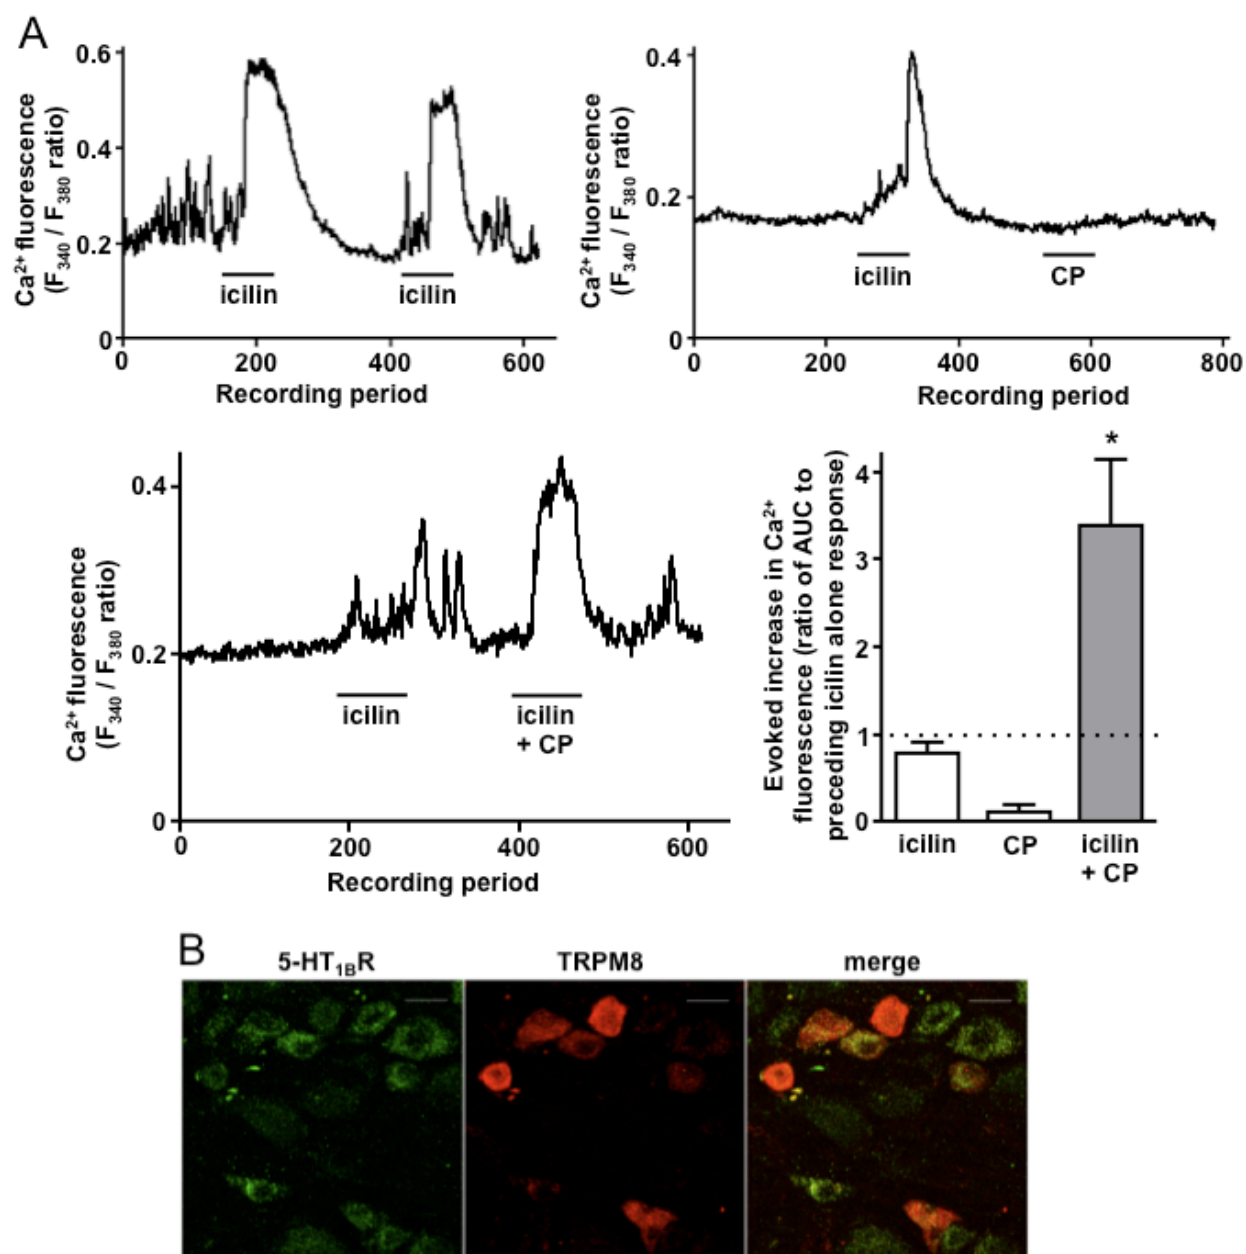 A
Ca²⁺ fluorescence
(F₃₄₀ / F₃₈₀ ratio)
0.6
0.4
0.2
0
icilin
icilin
0
200
400
600
Recording period
Ca²⁺ fluorescence
(F₃₄₀ / F₃₈₀ ratio)
0.4
0.2
0
icilin
CP
0
200
400
600
800
Recording period
Ca²⁺ fluorescence
(F₃₄₀ / F₃₈₀ ratio)
0.4
0.2
0
icilin
icilin
+ CP
0
200
400
600
Recording period
Evoked increase in Ca²⁺
fluorescence (ratio of AUC to
preceding icilin alone response)
4
3
2
1
0
*
icilin
CP
icilin
+ CP
B
5-HT₁BR
TRPM8
merge